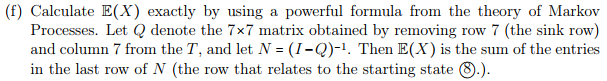 (f) Calculate 𝔼(X) exactly by using a powerful formula from the theory of Markov
Processes. Let Q denote the 7×7 matrix obtained by removing row 7 (the sink row)
and column 7 from the T, and let N = (I−Q)⁻¹. Then 𝔼(X) is the sum of the entries
in the last row of N (the row that relates to the starting state ⑧.).